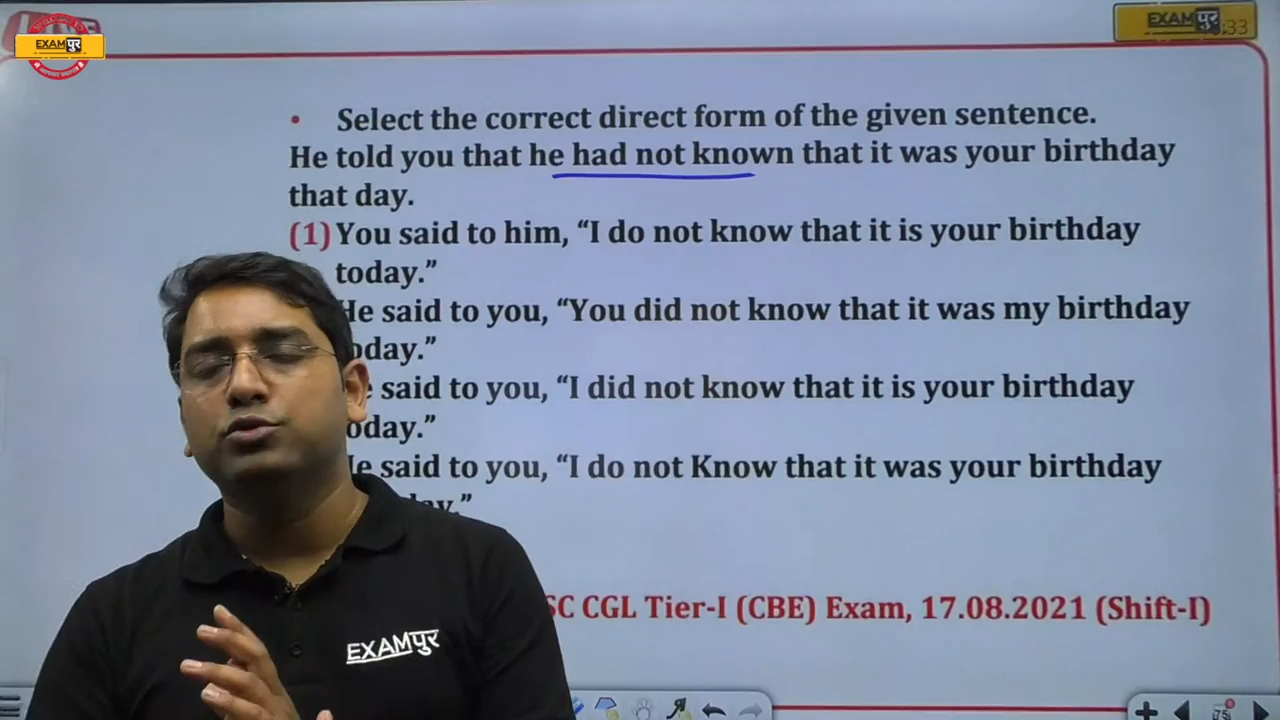 EXAMपुर
EXAMपुर
:33
• Select the correct direct form of the given sentence.
He told you that he had not known that it was your birthday
that day.
(1) You said to him, “I do not know that it is your birthday
today.”
He said to you, “You did not know that it was my birthday
oday.”
said to you, “I did not know that it is your birthday
oday.”
He said to you, “I do not Know that it was your birthday
SC CGL Tier-I (CBE) Exam, 17.08.2021 (Shift-I)
EXAMपुर